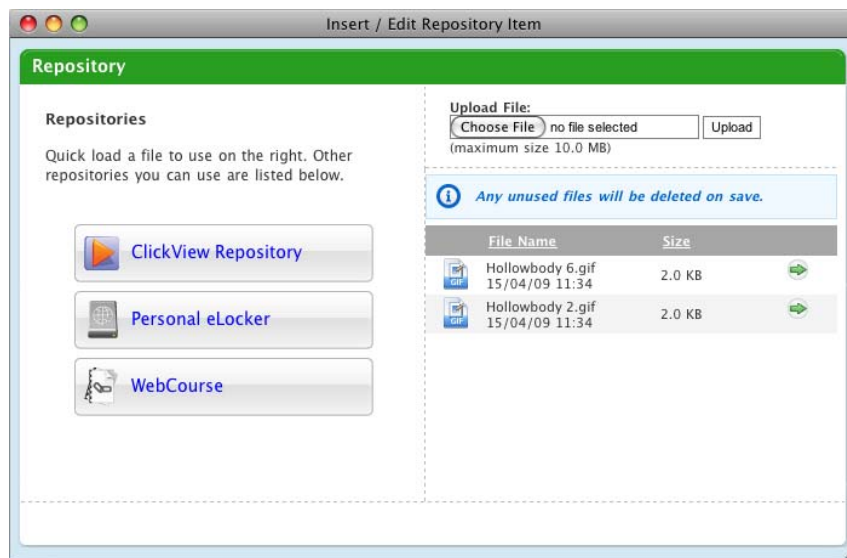 Insert / Edit Repository Item
Repository
Repositories
Quick load a file to use on the right. Other
repositories you can use are listed below.
ClickView Repository
Personal eLocker
WebCourse
Upload File:
Choose File no file selected Upload
(maximum size 10.0 MB)
Any unused files will be deleted on save.
File Name Size
GIF Hollowbody 6.gif 2.0 KB
15/04/09 11:34
GIF Hollowbody 2.gif 2.0 KB
15/04/09 11:34